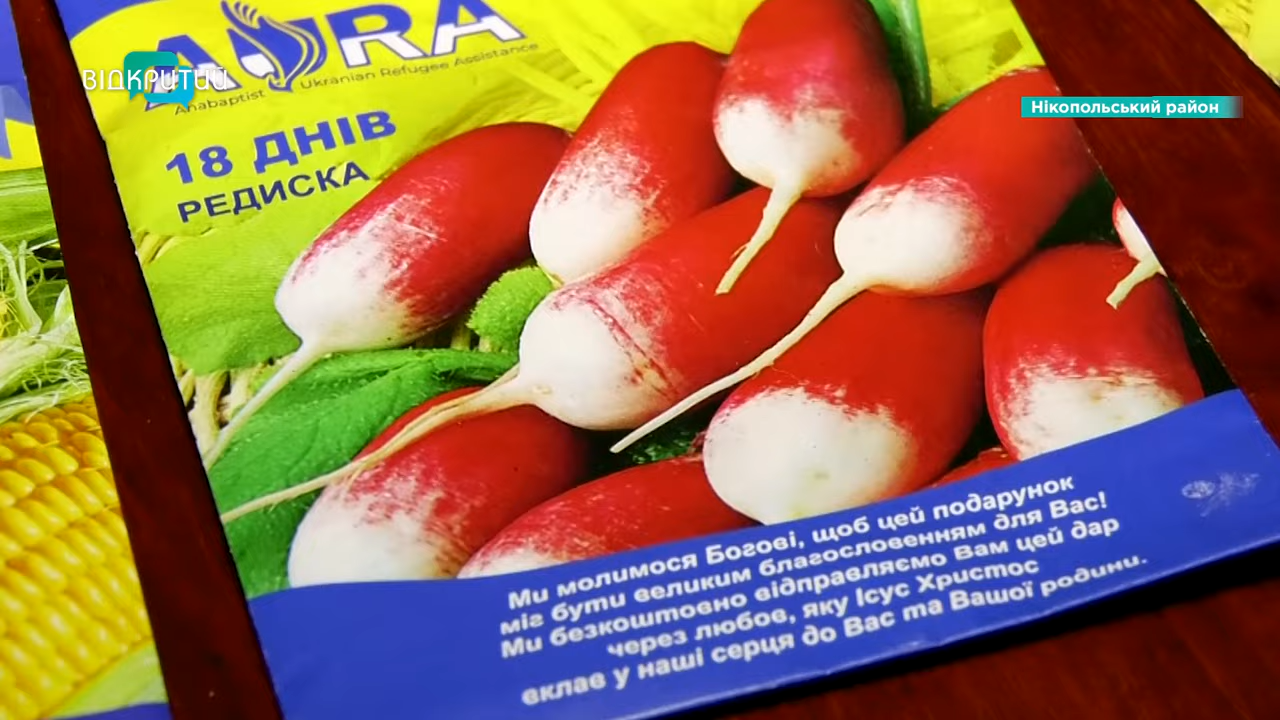 AURA
Anabaptist Ukrainian Refugee Assistance
ВІДКРИТИЙ
Нікопольський район
18 ДНІВ
РЕДИСКА
Ми молимося Богові, щоб цей подарунок
міг бути великим благословенням для Вас!
Ми безкоштовно відправляємо Вам цей дар
через любов, яку Ісус Христос
вклав у наші серця до Вас та Вашої родини.